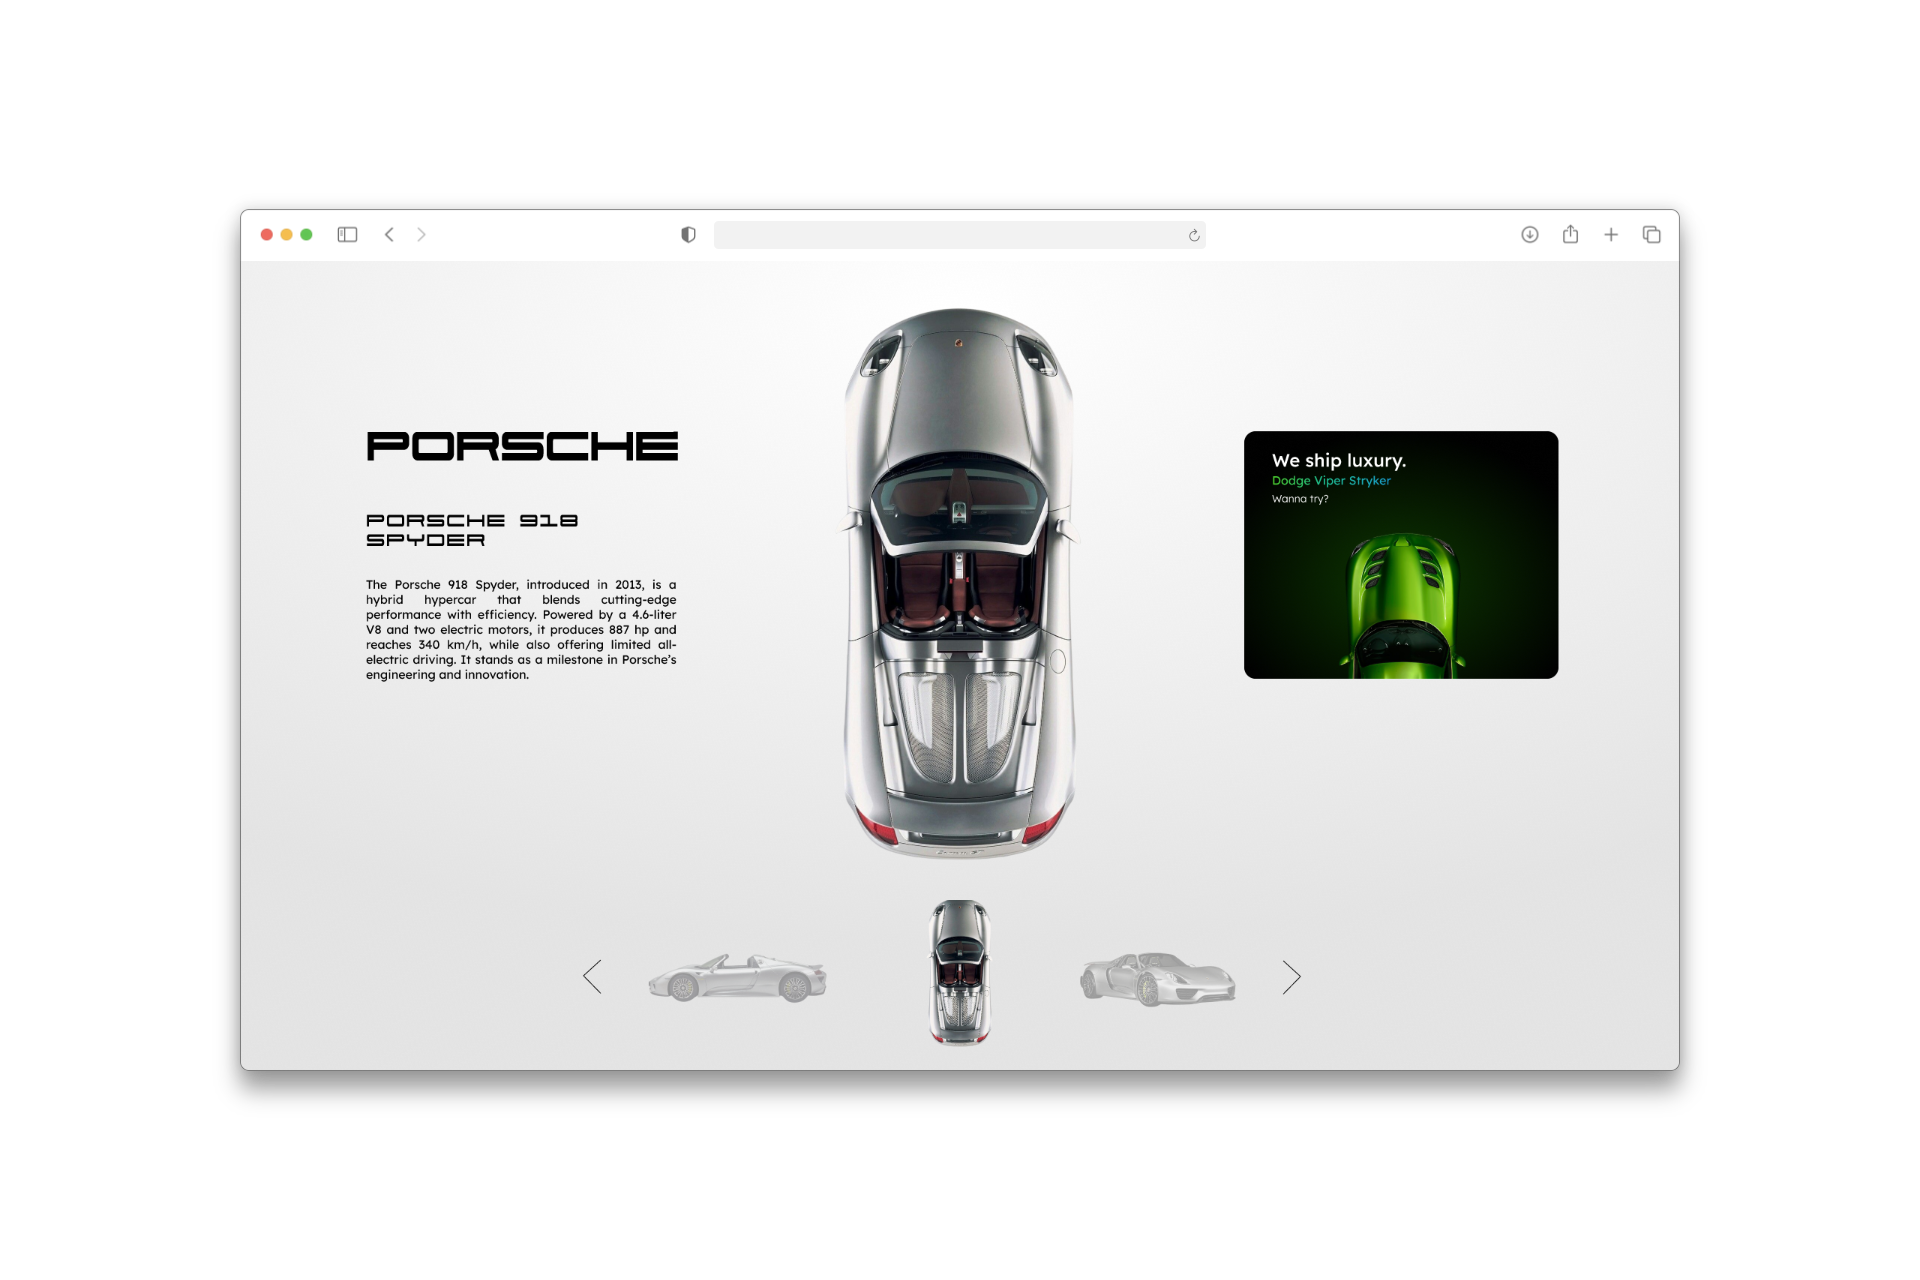 PORSCHE
PORSCHE 918
SPYDER
The Porsche 918 Spyder, introduced in 2013, is a
hybrid hypercar that blends cutting-edge
performance with efficiency. Powered by a 4.6-liter
V8 and two electric motors, it produces 887 hp and
reaches 340 km/h, while also offering limited all-
electric driving. It stands as a milestone in Porsche’s
engineering and innovation.
We ship luxury.
Dodge Viper Stryker
Wanna try?